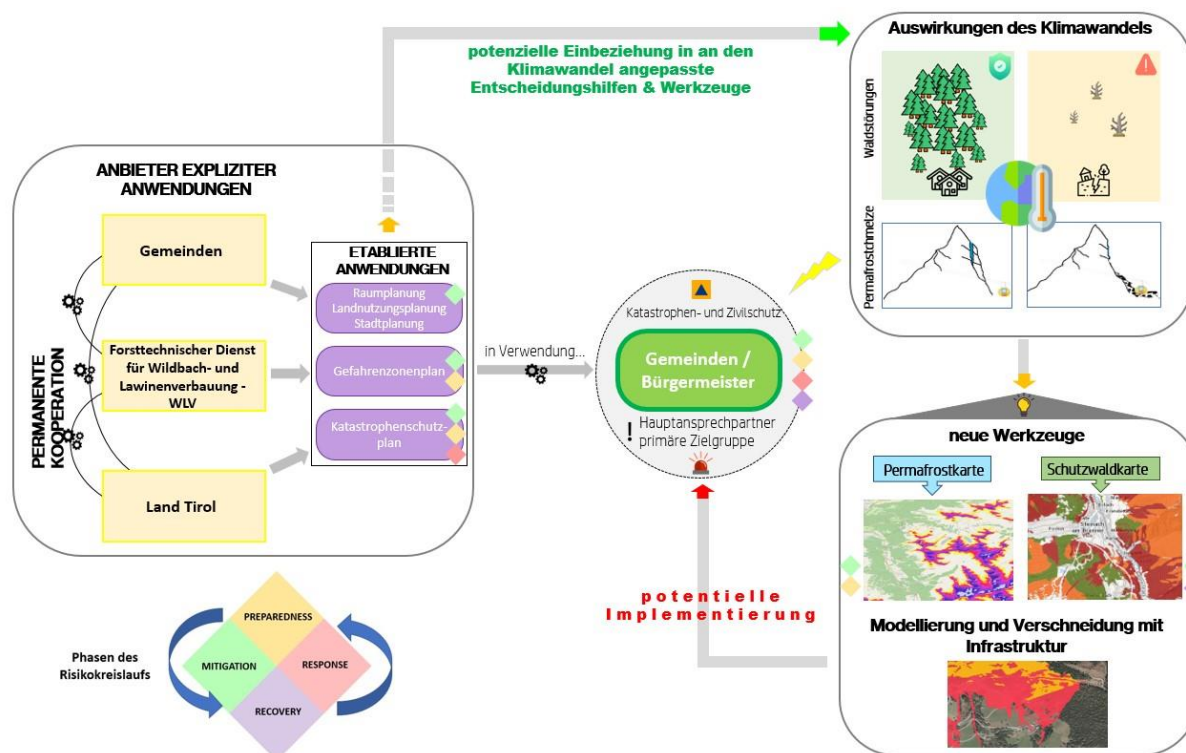 potenzielle Einbeziehung in an den
Klimawandel angepasste
Entscheidungshilfen & Werkzeuge
Auswirkungen des Klimawandels
Waldstörungen
Permafrostschmelze
ANBIETER EXPLIZITER
ANWENDUNGEN
PERMANENTE
KOOPERATION
Gemeinden
Forsttechnischer Dienst
für Wildbach- und
Lawinenverbauung -
WLV
Land Tirol
ETABLIERTE
ANWENDUNGEN
Raumplanung
Landnutzungsplanung
Stadtplanung
Gefahrenzonenplan
Katastrophenschutz-
plan
in Verwendung...
Katastrophen- und Zivilschutz
Gemeinden /
Bürgermeister
! Hauptansprechpartner
primäre Zielgruppe
neue Werkzeuge
Permafrostkarte
Schutzwaldkarte
Modellierung und Verschneidung mit
Infrastruktur
potentielle
Implementierung
Phasen des
Risikokreislaufs
PREPAREDNESS
MITIGATION
RESPONSE
RECOVERY